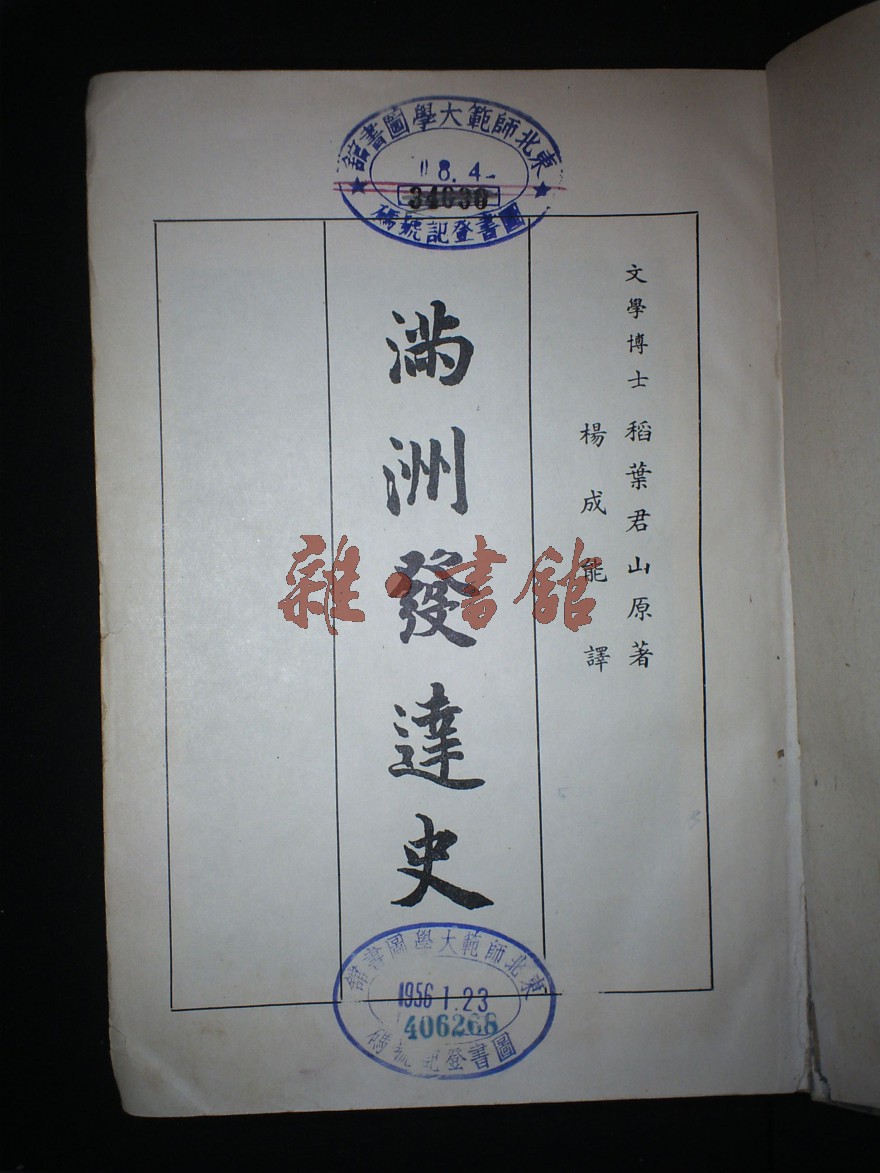 東北師範大學圖書館
8.4
34630
圖書登記號碼
文學博士 稻葉君山原著
楊成能譯
滿洲發達史
雜·書館
東北師範大學圖書館
1956 1.23
406268
圖書登記號碼